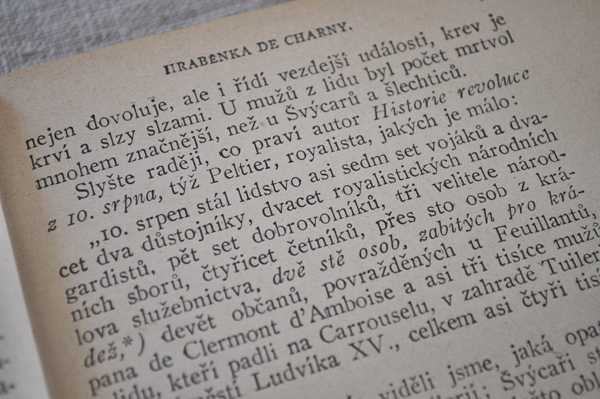 HRABĚNKA DE CHARNY.
nejen dovoluje, ale i řídí vezdejší události, krev je
krví a slzy slzami. U mužů z lidu byl počet mrtvol
mnohem značnější, než u Švýcarů a šlechticů.
Slyšte raději, co praví autor Historie revoluce
z 10. srpna, týž Peltier, royalista, jakých je málo:
„10. srpen stál lidstvo asi sedm set vojáků a dva-
cet dva důstojníky, dvacet royalistických národních
gardistů, pět set dobrovolníků, tři velitele národ-
ních sborů, čtyřicet četníků, přes sto osob z krá-
lova služebnictva, dvě stě osob, zabitých pro krá-
dež,*) devět občanů, povražděných u Feuillantů,
pana de Clermont d'Amboise a asi tři tisíce mužů
lidu, kteří padli na Carrouselu, v zahradě Tuiler
městí Ludvíka XV., celkem asi čtyři tisí
viděli jsme, jaká opat
Švýcaři st